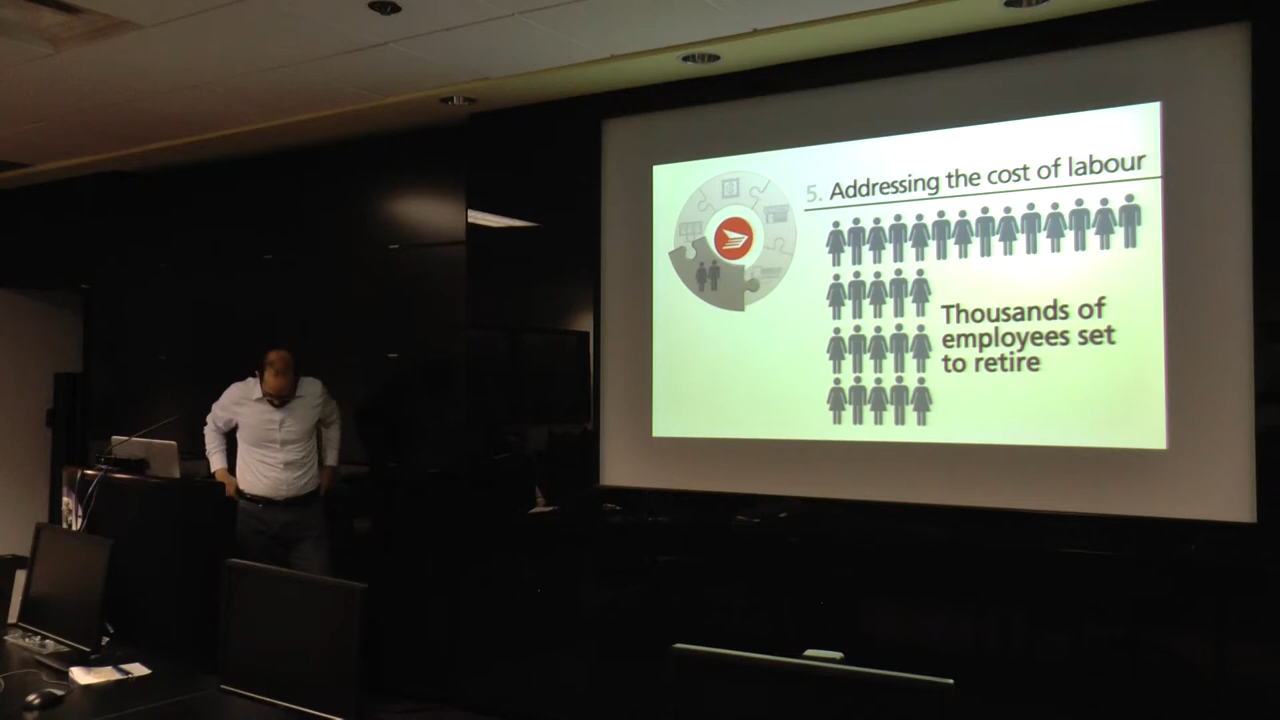 5. Addressing the cost of labour
Thousands of
employees set
to retire